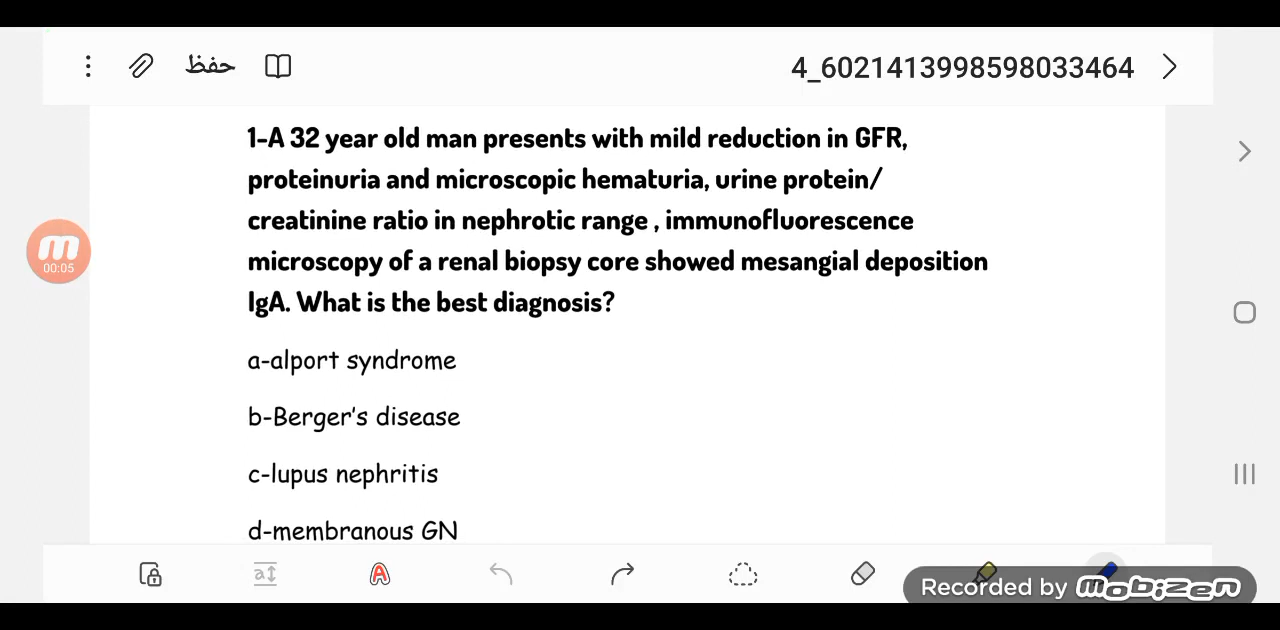 حفظ
4_6021413998598033464
1-A 32 year old man presents with mild reduction in GFR,
proteinuria and microscopic hematuria, urine protein/
creatinine ratio in nephrotic range , immunofluorescence
microscopy of a renal biopsy core showed mesangial deposition
IgA. What is the best diagnosis?
00:05
a-alport syndrome
b-Berger's disease
c-lupus nephritis
d-membranous GN
Recorded by mobizen